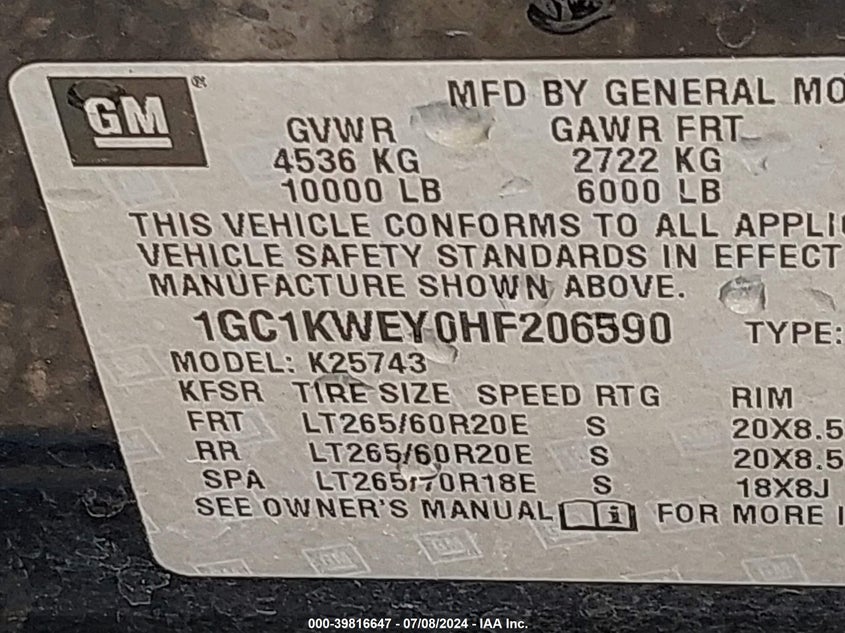 GM ®
MFD BY GENERAL MO
GVWR GAWR FRT
4536 KG 2722 KG
10000 LB 6000 LB
THIS VEHICLE CONFORMS TO ALL APPLIC
VEHICLE SAFETY STANDARDS IN EFFECT
MANUFACTURE SHOWN ABOVE.
1GC1KWEY0HF206590 TYPE:
MODEL: K25743
KFSR TIRE SIZE SPEED RTG RIM
FRT LT265/60R20E S 20X8.5
RR LT265/60R20E S 20X8.5
SPA LT265/70R18E S 18X8J
SEE OWNER'S MANUAL i FOR MORE I
000-39816647 / 07/08/2024 - IAA Inc.